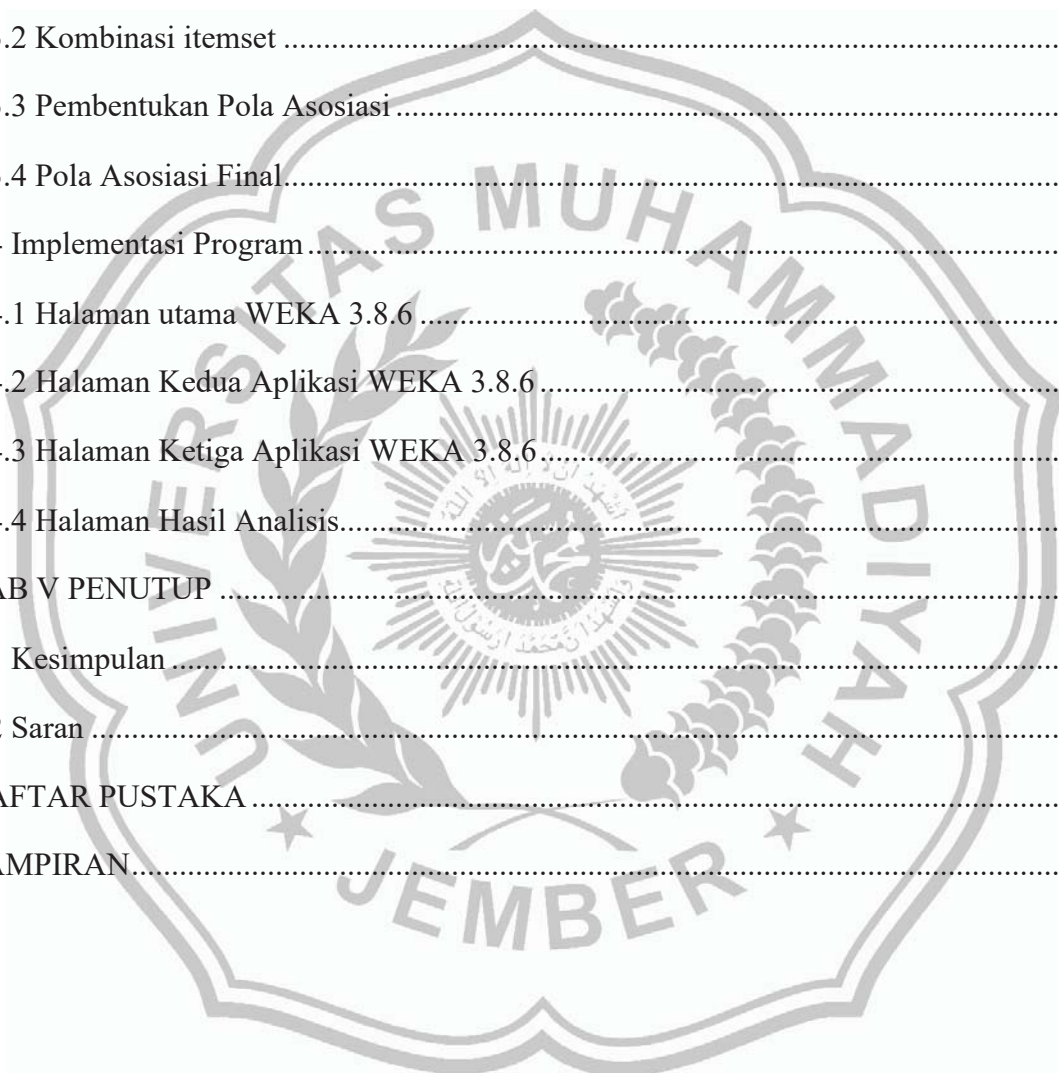 .2 Kombinasi itemset ................................................................
.3 Pembentukan Pola Asosiasi ................................................................
.4 Pola Asosiasi Final ................................................................
Implementasi Program ................................................................
.1 Halaman utama WEKA 3.8.6 ................................................................
.2 Halaman Kedua Aplikasi WEKA 3.8.6 ................................................................
.3 Halaman Ketiga Aplikasi WEKA 3.8.6 ................................................................
.4 Halaman Hasil Analisis ................................................................
AB V PENUTUP ................................................................
Kesimpulan ................................................................
Saran ................................................................
AFTAR PUSTAKA ................................................................
AMPIRAN ................................................................
UNIVERSITAS MUHAMMADIYAH
JEMBER